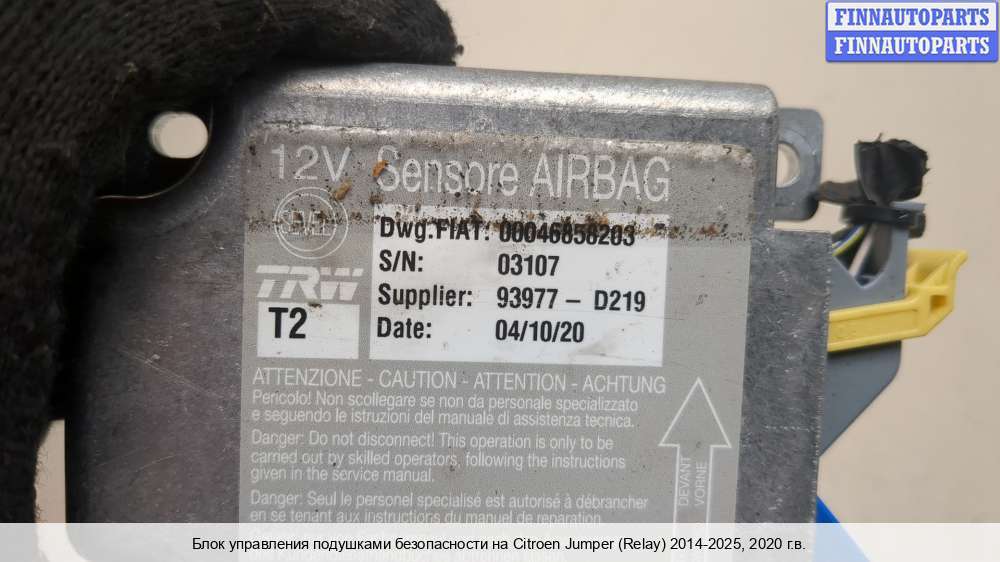 FINNAUTOPARTS
FINNAUTOPARTS
12V Sensore AIRBAG
SEVEL
Dwg.FIAT: 00046858203
S/N: 03107
TRW
Supplier: 93977 - D219
T2
Date: 04/10/20
ATTENZIONE - CAUTION - ATTENTION - ACHTUNG
Pericolo! Non scollegare se non da personale specializzato
e seguendo le istruzioni del manuale di assistenza tecnica.
Danger: Do not disconnect! This operation is only to be
carried out by skilled operators, following the instructions
given in the service manual.
DEVANT
VORNE
Danger: Seul le personel specialisé est autorisé à débrancher
en se tenant aux instructions du manuel de reparation.
Блок управления подушками безопасности на Citroen Jumper (Relay) 2014-2025, 2020 г.в.